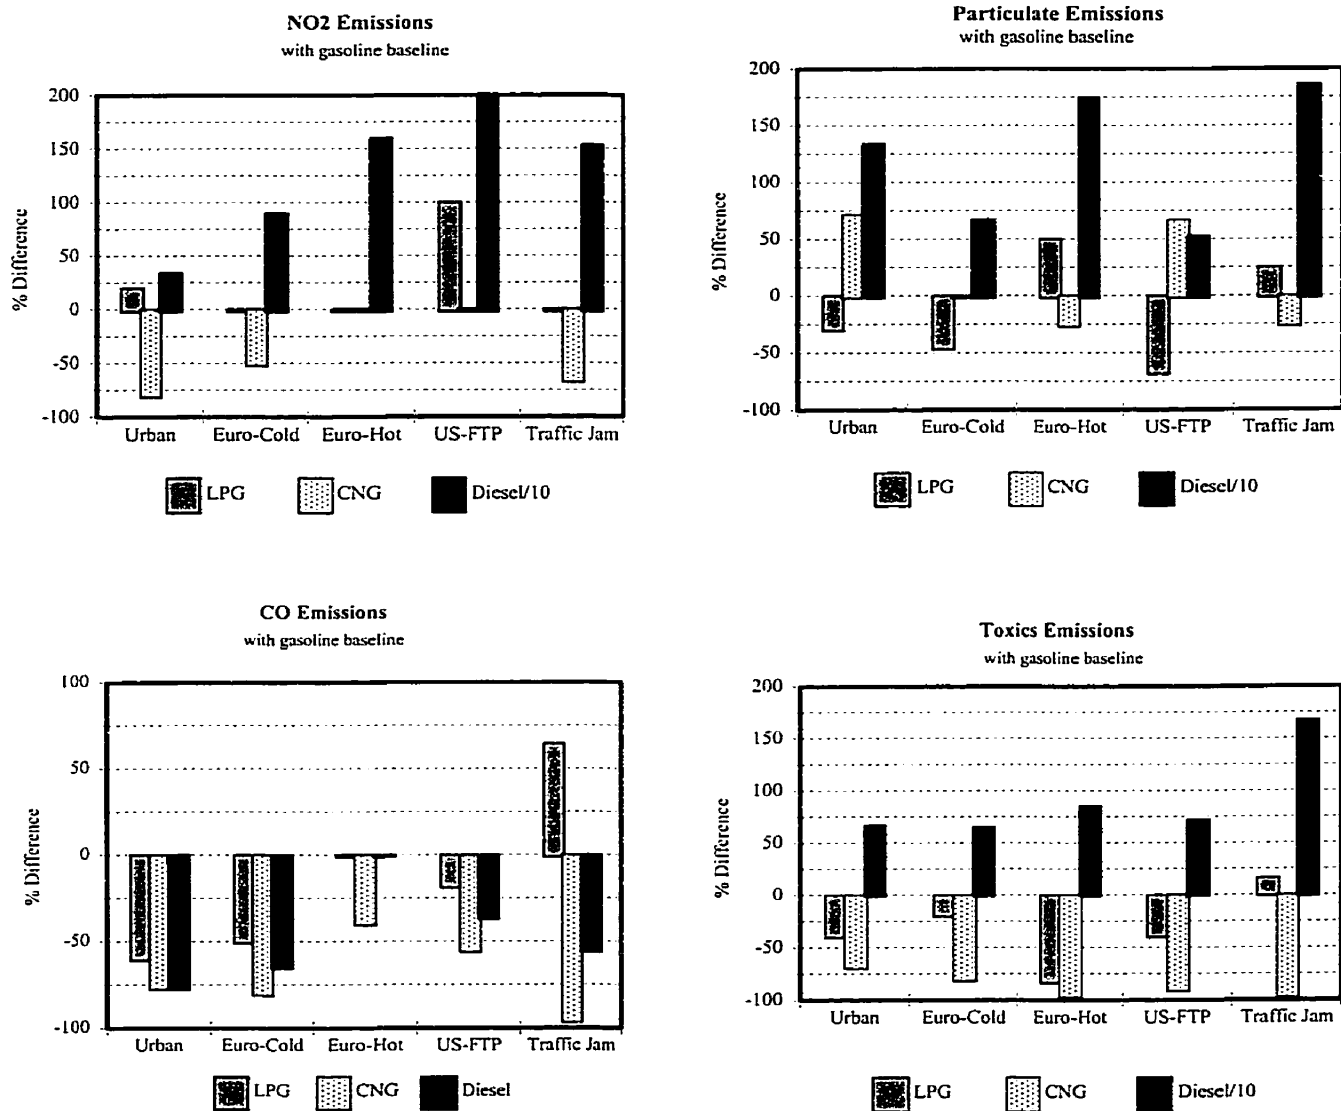 NO2 Emissions
with gasoline baseline
% Difference
200
150
100
50
0
-50
-100
Urban Euro-Cold Euro-Hot US-FTP Traffic Jam
LPG CNG Diesel/10
Particulate Emissions
with gasoline baseline
% Difference
200
150
100
50
0
-50
-100
Urban Euro-Cold Euro-Hot US-FTP Traffic Jam
LPG CNG Diesel/10
CO Emissions
with gasoline baseline
% Difference
100
50
0
-50
-100
Urban Euro-Cold Euro-Hot US-FTP Traffic Jam
LPG CNG Diesel
Toxics Emissions
with gasoline baseline
% Difference
200
150
100
50
0
-50
-100
Urban Euro-Cold Euro-Hot US-FTP Traffic Jam
LPG CNG Diesel/10